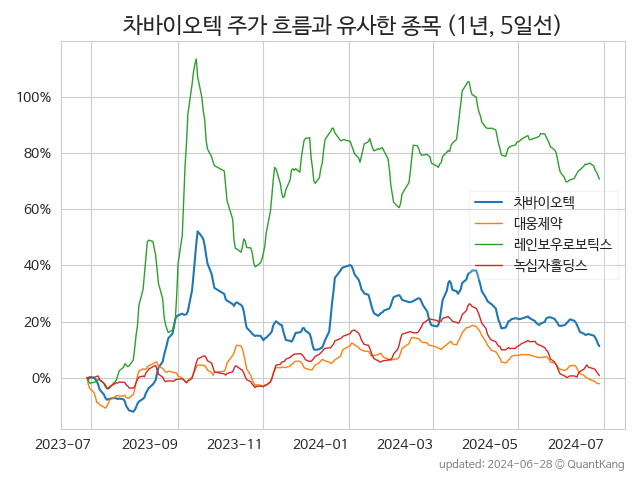 차바이오텍 주가 흐름과 유사한 종목 (1년, 5일선)
100%
80%
60%
40%
20%
0%
차바이오텍
대웅제약
레인보우로보틱스
녹십자홀딩스
2023-07 2023-09 2023-11 2024-01 2024-03 2024-05 2024-07
updated: 2024-06-28 © QuantKang